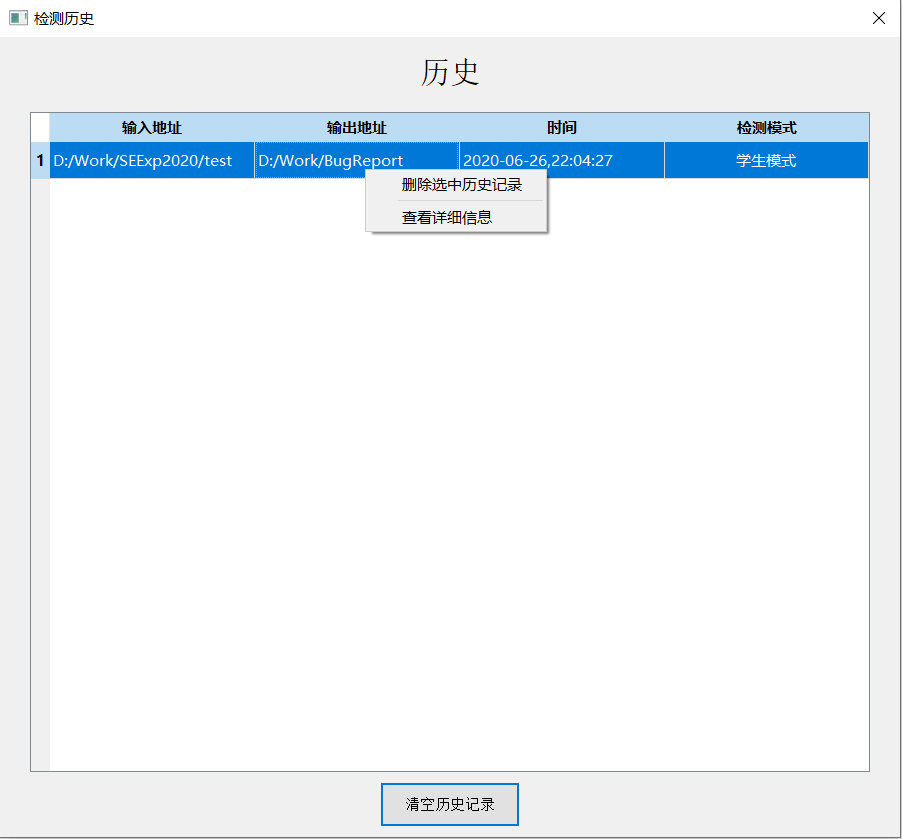 检测历史
历史
输入地址 输出地址 时间 检测模式
1 D:/Work/SEExp2020/test D:/Work/BugReport 2020-06-26,22:04:27 学生模式
删除选中历史记录
查看详细信息
清空历史记录